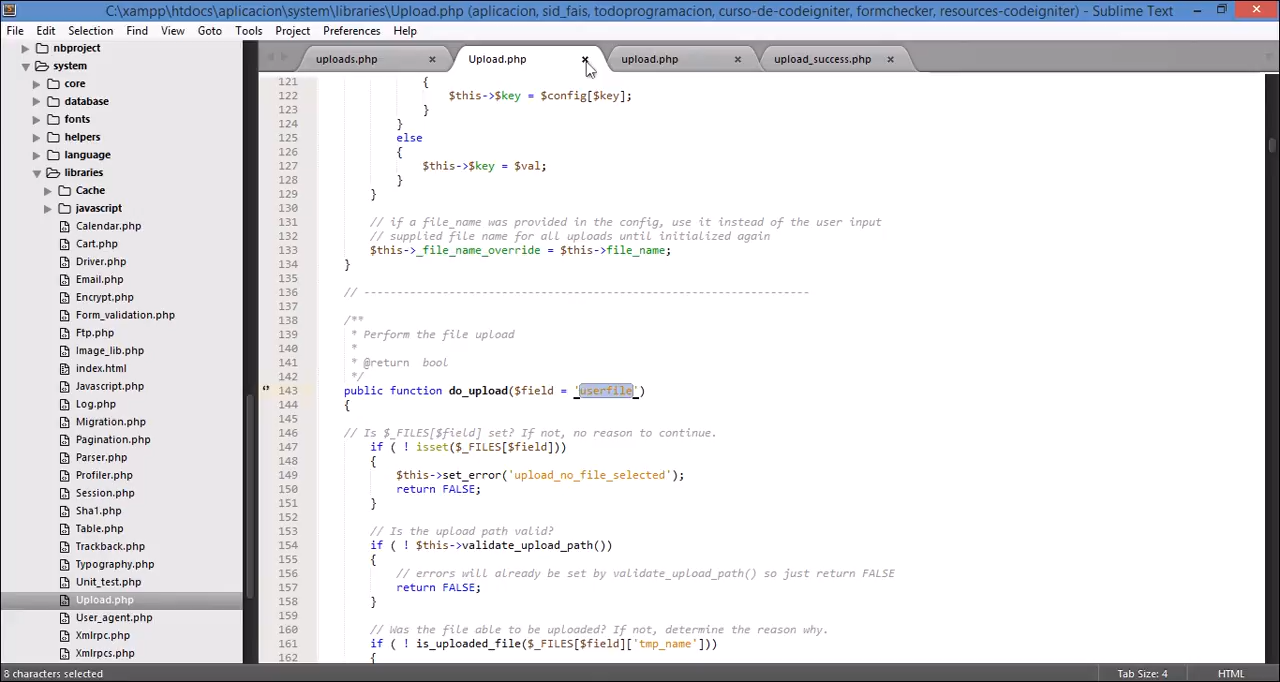 C:\xampp\htdocs\aplicacion\system\libraries\Upload.php (aplicacion, sid_fais, todoprogramacion, curso-de-codeigniter, formchecker, resources-codeigniter) - Sublime Text
File Edit Selection Find View Goto Tools Project Preferences Help
nbproject
system
core
database
fonts
helpers
language
libraries
Cache
javascript
Calendar.php
Cart.php
Driver.php
Email.php
Encrypt.php
Form_validation.php
Ftp.php
Image_lib.php
index.html
Javascript.php
Log.php
Migration.php
Pagination.php
Parser.php
Profiler.php
Session.php
Sha1.php
Table.php
Trackback.php
Typography.php
Unit_test.php
Upload.php
User_agent.php
Xmlrpc.php
Xmlrpcs.php
uploads.php Upload.php upload.php upload_success.php
121 {
122 $this->$key = $config[$key];
123 }
124 }
125 else
126 {
127 $this->$key = $val;
128 }
129 }
130
131 // if a file_name was provided in the config, use it instead of the user input
132 // supplied file name for all uploads until initialized again
133 $this->_file_name_override = $this->file_name;
134 }
135
136 // --------------------------------------------------------------------
137
138 /**
139 * Perform the file upload
140 *
141 * @return bool
142 */
143 public function do_upload($field = 'userfile')
144 {
145
146 // Is $_FILES[$field] set? If not, no reason to continue.
147 if ( ! isset($_FILES[$field]))
148 {
149 $this->set_error('upload_no_file_selected');
150 return FALSE;
151 }
152
153 // Is the upload path valid?
154 if ( ! $this->validate_upload_path())
155 {
156 // errors will already be set by validate_upload_path() so just return FALSE
157 return FALSE;
158 }
159
160 // Was the file able to be uploaded? If not, determine the reason why.
161 if ( ! is_uploaded_file($_FILES[$field]['tmp_name']))
162 {
8 characters selected Tab Size: 4 HTML